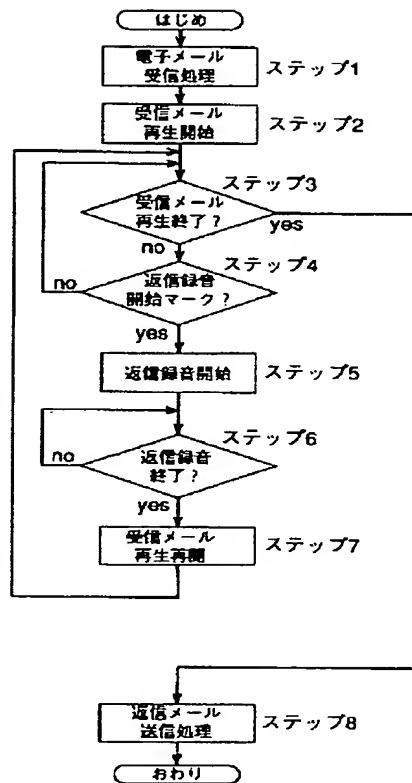 はじめ
電子メール
受信処理
ステップ1
受信メール
再生開始
ステップ2
ステップ3
受信メール
再生終了?
yes
no
ステップ4
返信録音
開始マーク?
no
yes
返信録音開始
ステップ5
ステップ6
返信録音
終了?
no
yes
受信メール
再生再開
ステップ7
返信メール
送信処理
ステップ8
おわり